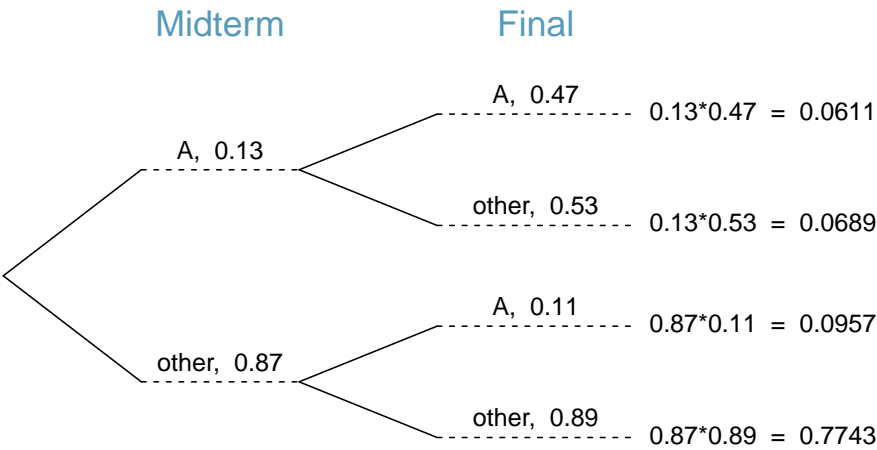 Midterm Final
A, 0.47
0.13*0.47 = 0.0611
A, 0.13
other, 0.53
0.13*0.53 = 0.0689
A, 0.11
0.87*0.11 = 0.0957
other, 0.87
other, 0.89
0.87*0.89 = 0.7743